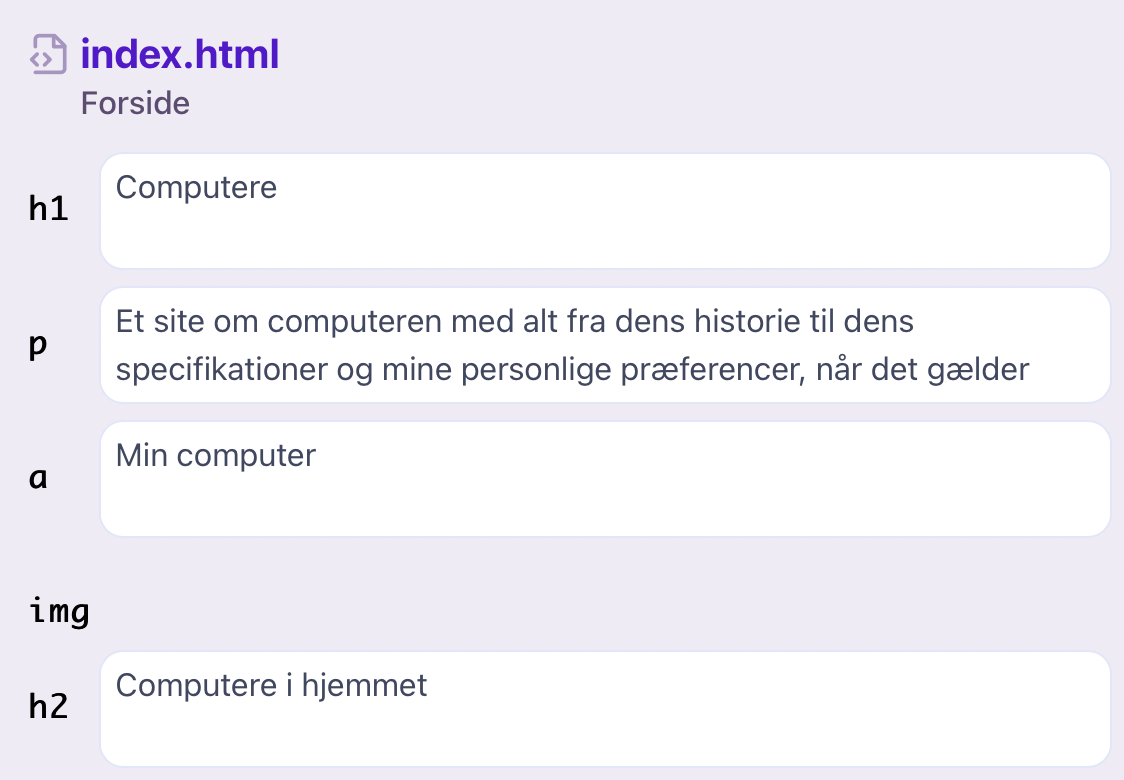 index.html
Forside
h1
Computere
p
Et site om computeren med alt fra dens historie til dens
specifikationer og mine personlige præferencer, når det gælder
a
Min computer
img
h2
Computere i hjemmet